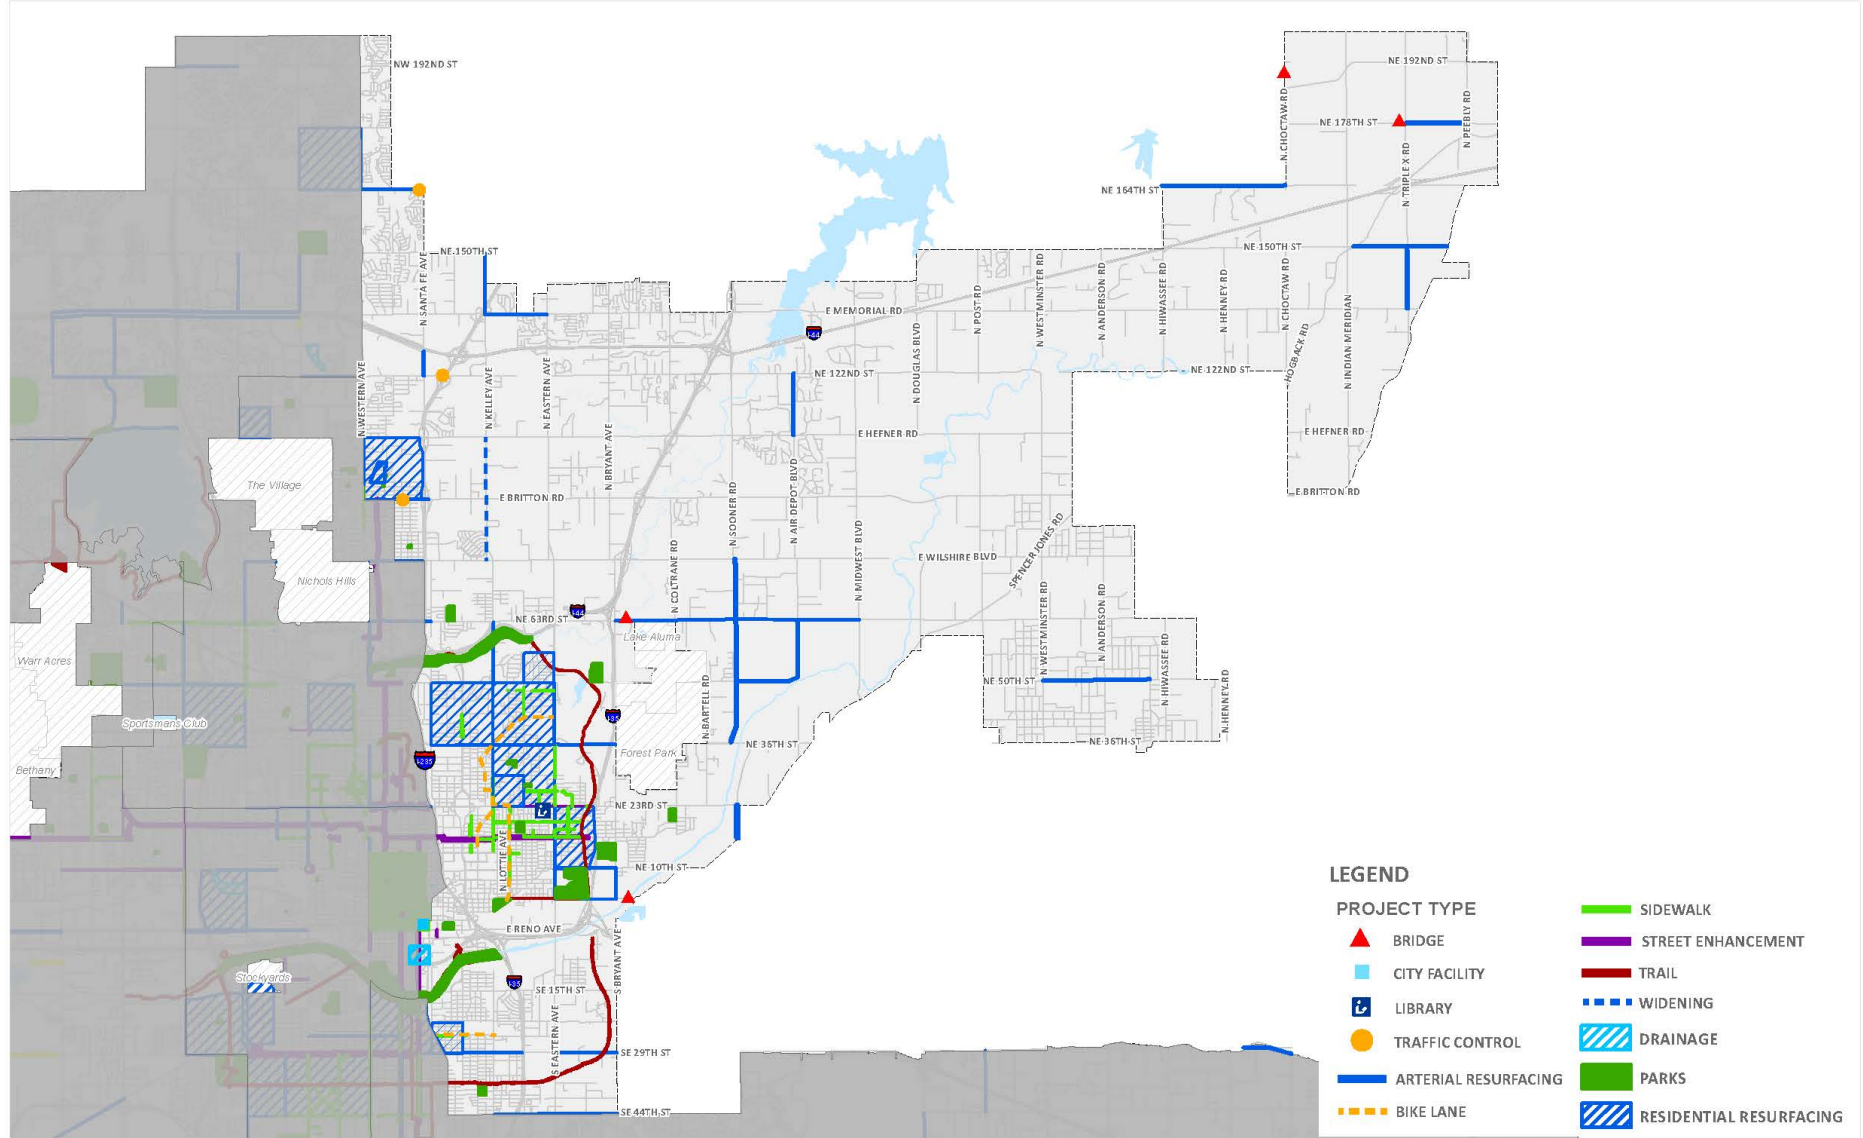 NW 192ND ST
NE 192ND ST
N CHOCTAW RD
NE 178TH ST
N PEEBLY RD
N TRIPLE X RD
NE 164TH ST
NE 150TH ST
NE 150TH ST
N SANTA FE AVE
N POST RD
N WESTMINSTER RD
N ANDERSON RD
N HIWASSEE RD
N HENNEY RD
N CHOCTAW RD
N INDIAN MERIDIAN
E MEMORIAL RD
I-44
N DOUGLAS BLVD
HOGBACK RD
N WESTERN AVE
N KELLEY AVE
N EASTERN AVE
NE 122ND ST
NE 122ND ST
N BRYANT AVE
E HEFNER RD
E HEFNER RD
The Village
N SOONER RD
N AIR DEPOT BLVD
E BRITTON RD
E BRITTON RD
N COLTRANE RD
N MIDWEST BLVD
E WILSHIRE BLVD
SPENCER JONES RD
Nichols Hills
N WESTMINSTER RD
N ANDERSON RD
NE 63RD ST
I-44
Lake Aluma
N HIWASSEE RD
Warr Acres
N BARTELL RD
NE 50TH ST
N HENNEY RD
Sportsmans Club
I-35
NE 36TH ST
NE 36TH ST
Forest Park
I-235
Bethany
NE 23RD ST
N LOTTIE AVE
NE 10TH ST
E RENO AVE
S BRYANT AVE
Stockyards
I-35
SE 15TH ST
S EASTERN AVE
SE 29TH ST
SE 44TH ST
LEGEND
PROJECT TYPE
BRIDGE
CITY FACILITY
LIBRARY
TRAFFIC CONTROL
ARTERIAL RESURFACING
BIKE LANE
SIDEWALK
STREET ENHANCEMENT
TRAIL
WIDENING
DRAINAGE
PARKS
RESIDENTIAL RESURFACING